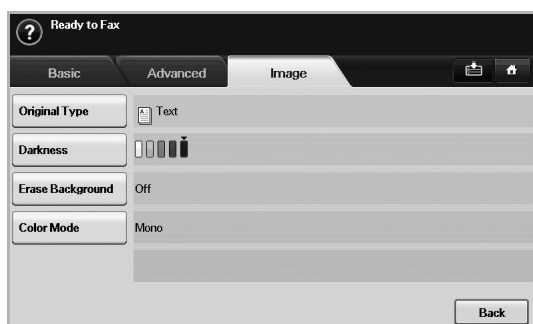 Ready to Fax
Basic Advanced Image
Original Type Text
Darkness
Erase Background Off
Color Mode Mono
Back